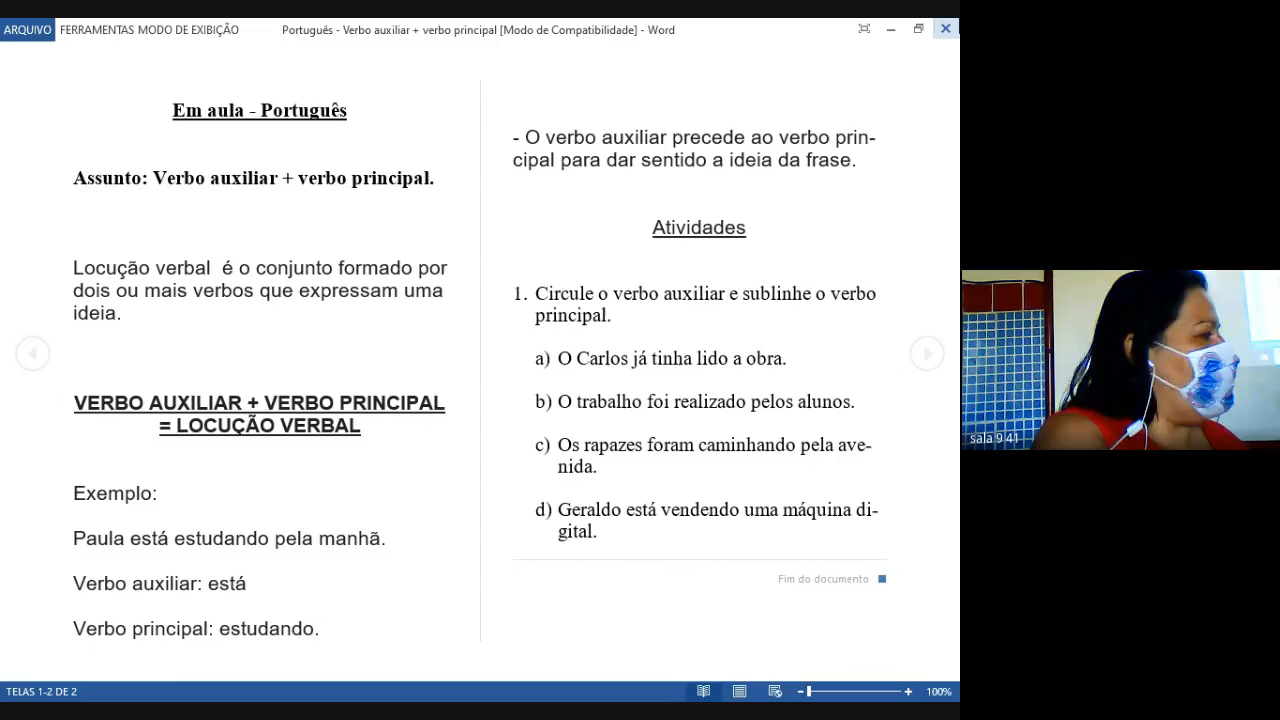 ARQUIVO FERRAMENTAS MODO DE EXIBIÇÃO Português - Verbo auxiliar + verbo principal [Modo de Compatibilidade] - Word
Em aula - Português
Assunto: Verbo auxiliar + verbo principal.
Locução verbal é o conjunto formado por
dois ou mais verbos que expressam uma
ideia.
VERBO AUXILIAR + VERBO PRINCIPAL
= LOCUÇÃO VERBAL
Exemplo:
Paula está estudando pela manhã.
Verbo auxiliar: está
Verbo principal: estudando.
- O verbo auxiliar precede ao verbo prin-
cipal para dar sentido a ideia da frase.
Atividades
1. Circule o verbo auxiliar e sublinhe o verbo
principal.
a) O Carlos já tinha lido a obra.
b) O trabalho foi realizado pelos alunos.
c) Os rapazes foram caminhando pela ave-
nida.
d) Geraldo está vendendo uma máquina di-
gital.
Fim do documento
TELAS 1-2 DE 2
100%
sala 9 41